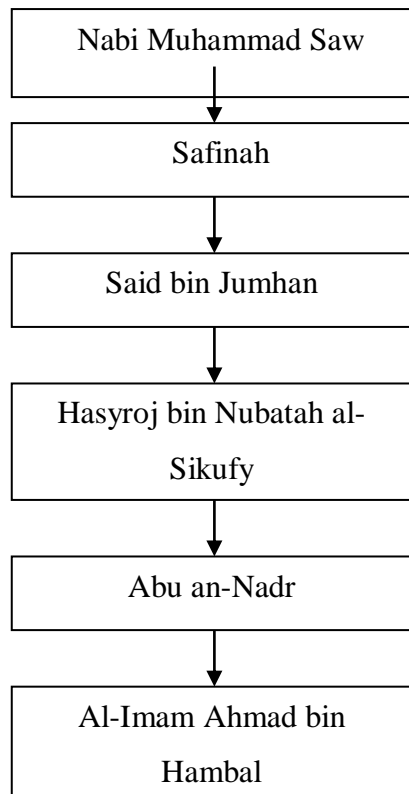 Nabi Muhammad Saw
Safinah
Said bin Jumhan
Hasyroj bin Nubatah al-
Sikufy
Abu an-Nadr
Al-Imam Ahmad bin
Hambal